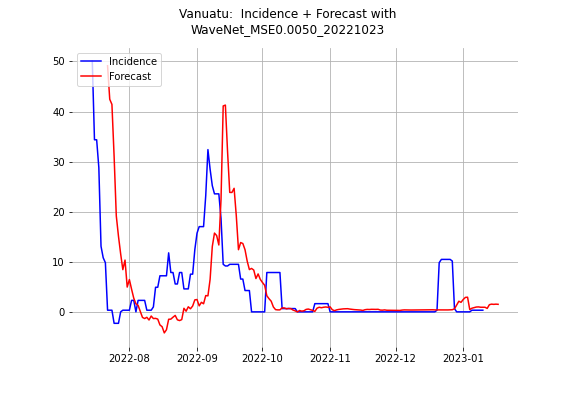 Vanuatu:  Incidence + Forecast with
WaveNet_MSE0.0050_20221023
50
Incidence
Forecast
40
30
20
10
0
2022-08 2022-09 2022-10 2022-11 2022-12 2023-01